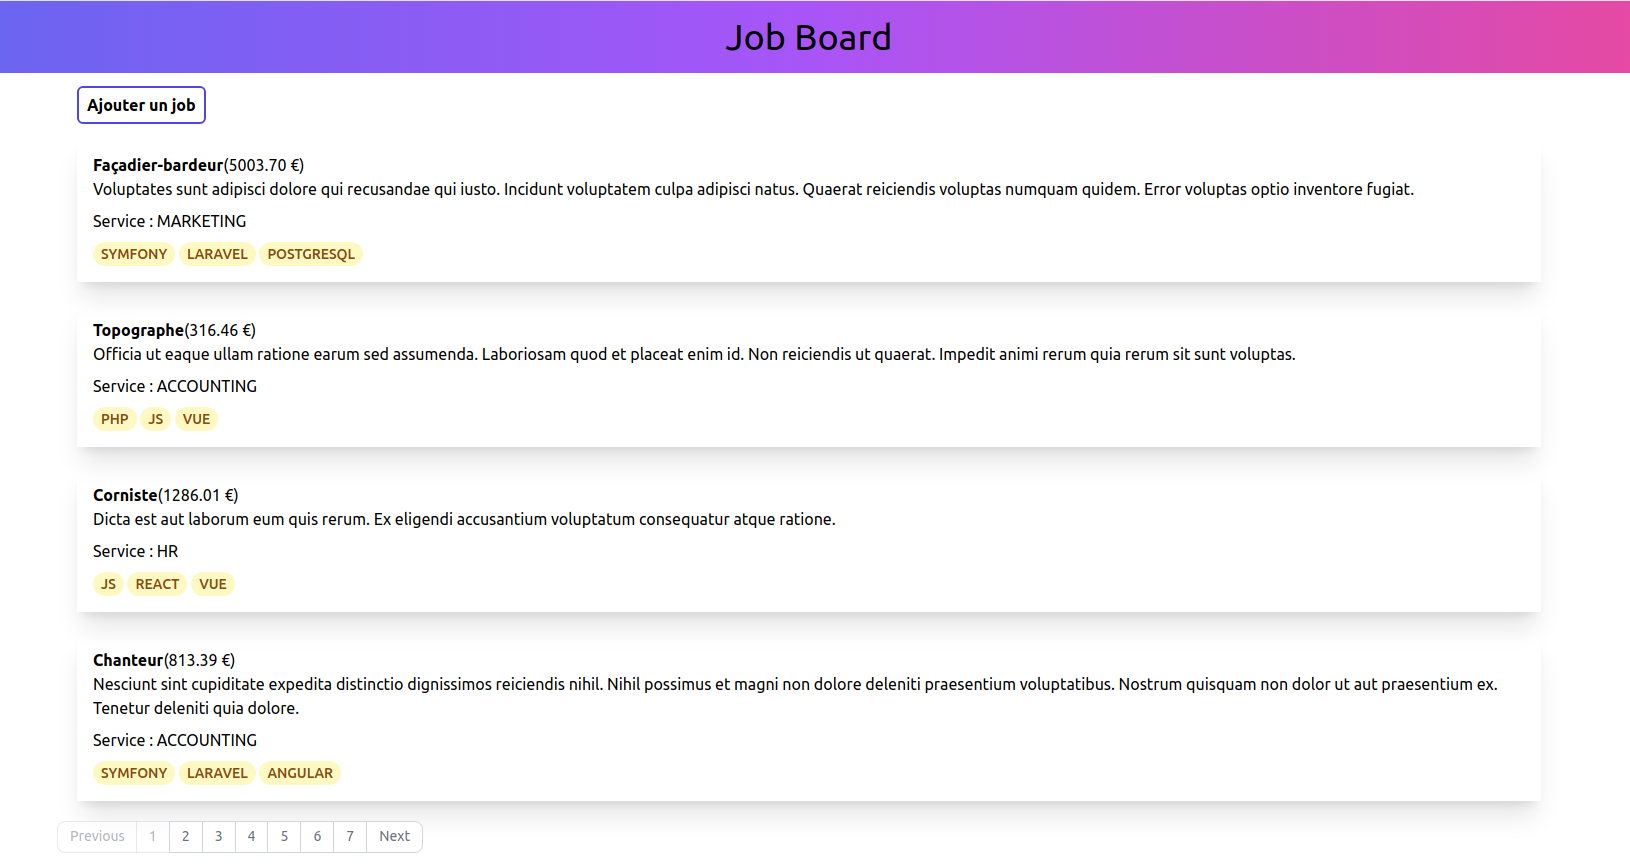 Job Board
Ajouter un job
Façadier-bardeur(5003.70 €)
Voluptates sunt adipisci dolore qui recusandae qui iusto. Incidunt voluptatem culpa adipisci natus. Quaerat reiciendis voluptas numquam quidem. Error voluptas optio inventore fugiat.
Service : MARKETING
SYMFONY LARAVEL POSTGRESQL
Topographe(316.46 €)
Officia ut eaque ullam ratione earum sed assumenda. Laboriosam quod et placeat enim id. Non reiciendis ut quaerat. Impedit animi rerum quia rerum sit sunt voluptas.
Service : ACCOUNTING
PHP JS VUE
Corniste(1286.01 €)
Dicta est aut laborum eum quis rerum. Ex eligendi accusantium voluptatum consequatur atque ratione.
Service : HR
JS REACT VUE
Chanteur(813.39 €)
Nesciunt sint cupiditate expedita distinctio dignissimos reiciendis nihil. Nihil possimus et magni non dolore deleniti praesentium voluptatibus. Nostrum quisquam non dolor ut aut praesentium ex.
Tenetur deleniti quia dolore.
Service : ACCOUNTING
SYMFONY LARAVEL ANGULAR
Previous 1 2 3 4 5 6 7 Next